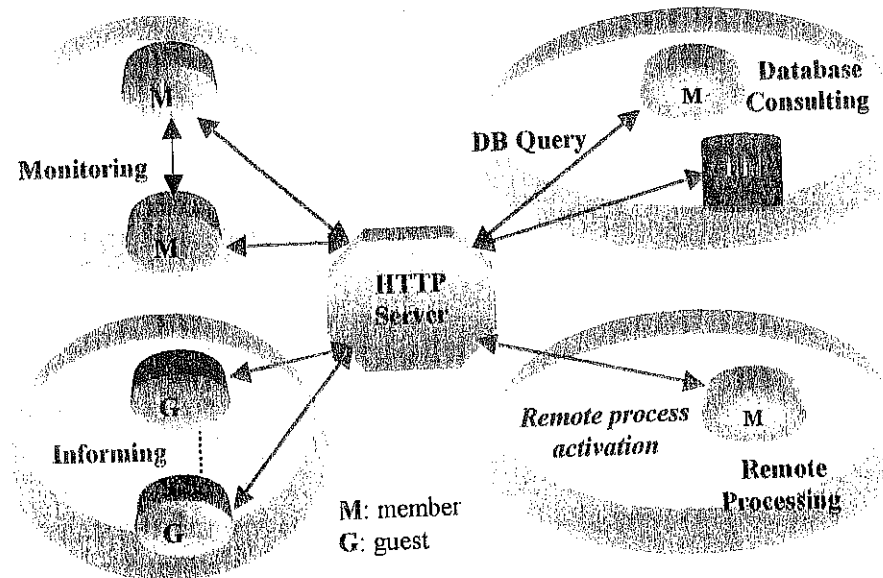 M
Monitoring
M
M
Database
Consulting
DB Query
HTTP
Server
G
Informing
G
M: member
G: guest
Remote process
activation
M
Remote
Processing